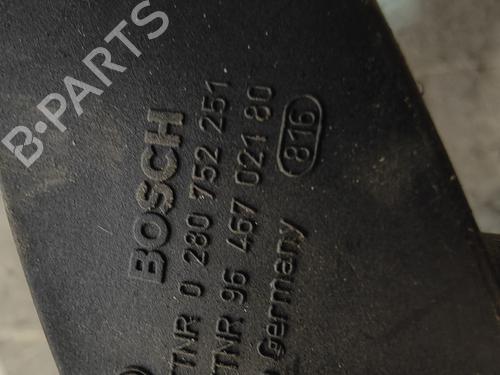 B-PARTS
BOSCH
TNR 0 280 752 251
TNR 96 467 021 80
816
Germany